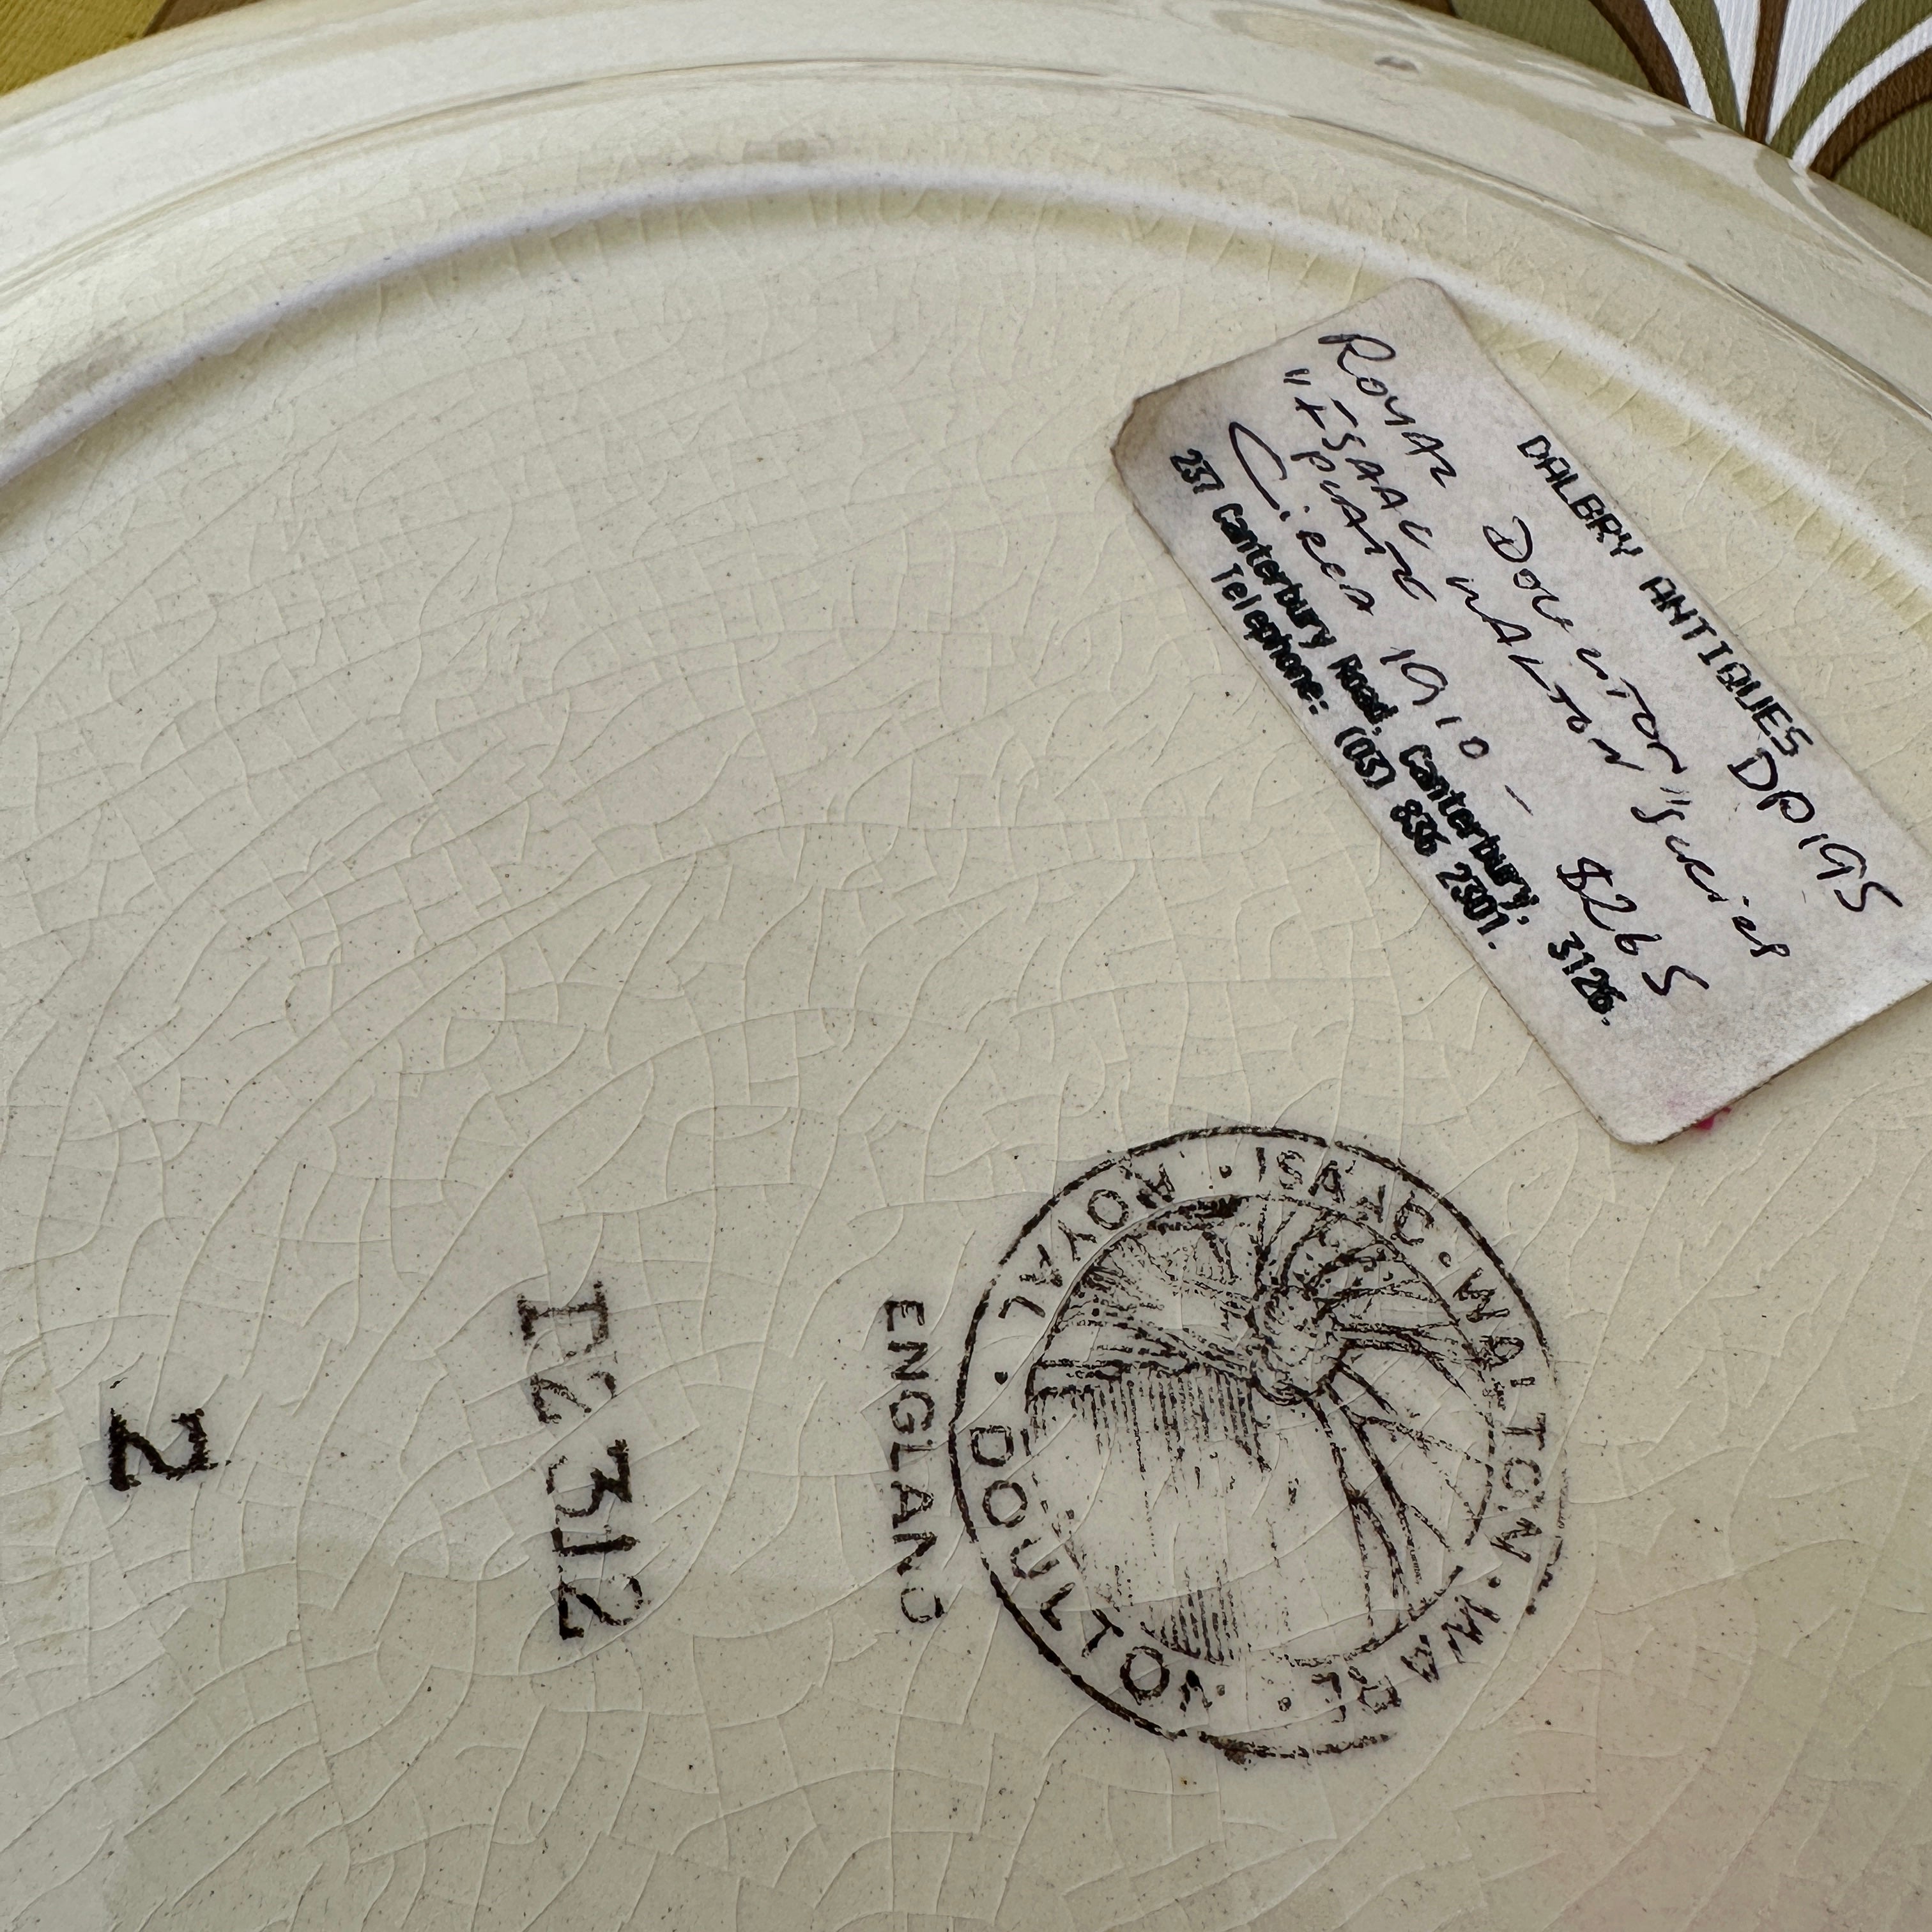 DALBRY ANTIQUES
DP195
ROYAL DOULTON
"ISAAC WALTON" Series
PLATE
Circa 1910 - $265
237 Canterbury Road, Canterbury. 3126.
Telephone: (03) 836 2301.
ISAAC · WALTON ·
ROYAL · DOULTON ·
ENGLAND
D2312
2